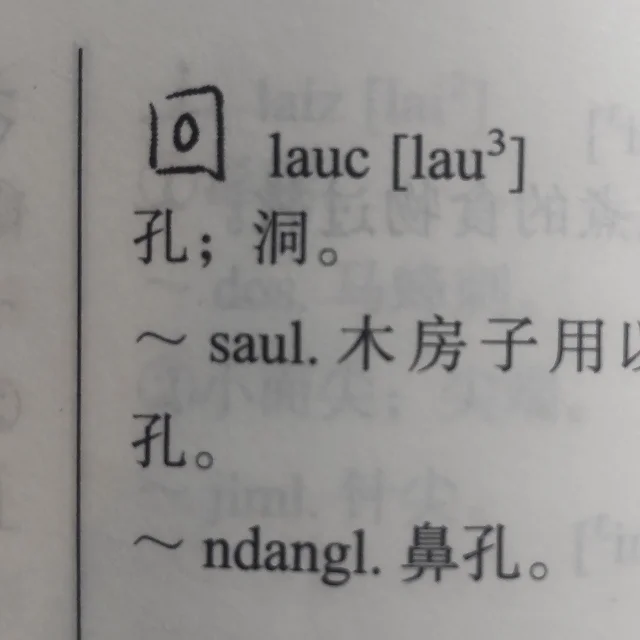 回 lauc [lau³]
孔；洞。
～ saul. 木房子用以
孔。
～ ndangl. 鼻孔。